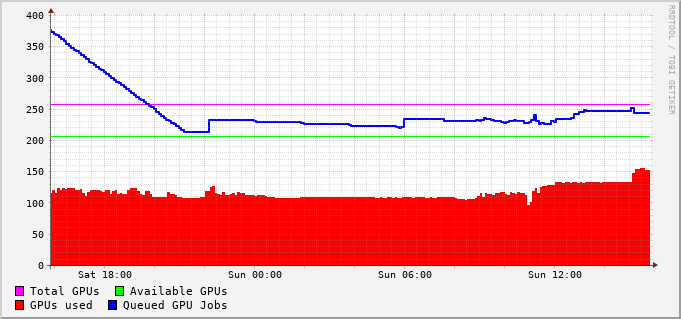 400
350
300
250
200
150
100
50
0
Sat 18:00 Sun 00:00 Sun 06:00 Sun 12:00
Total GPUs Available GPUs
GPUs used Queued GPU Jobs
RRDTOOL / TOBI OETIKER